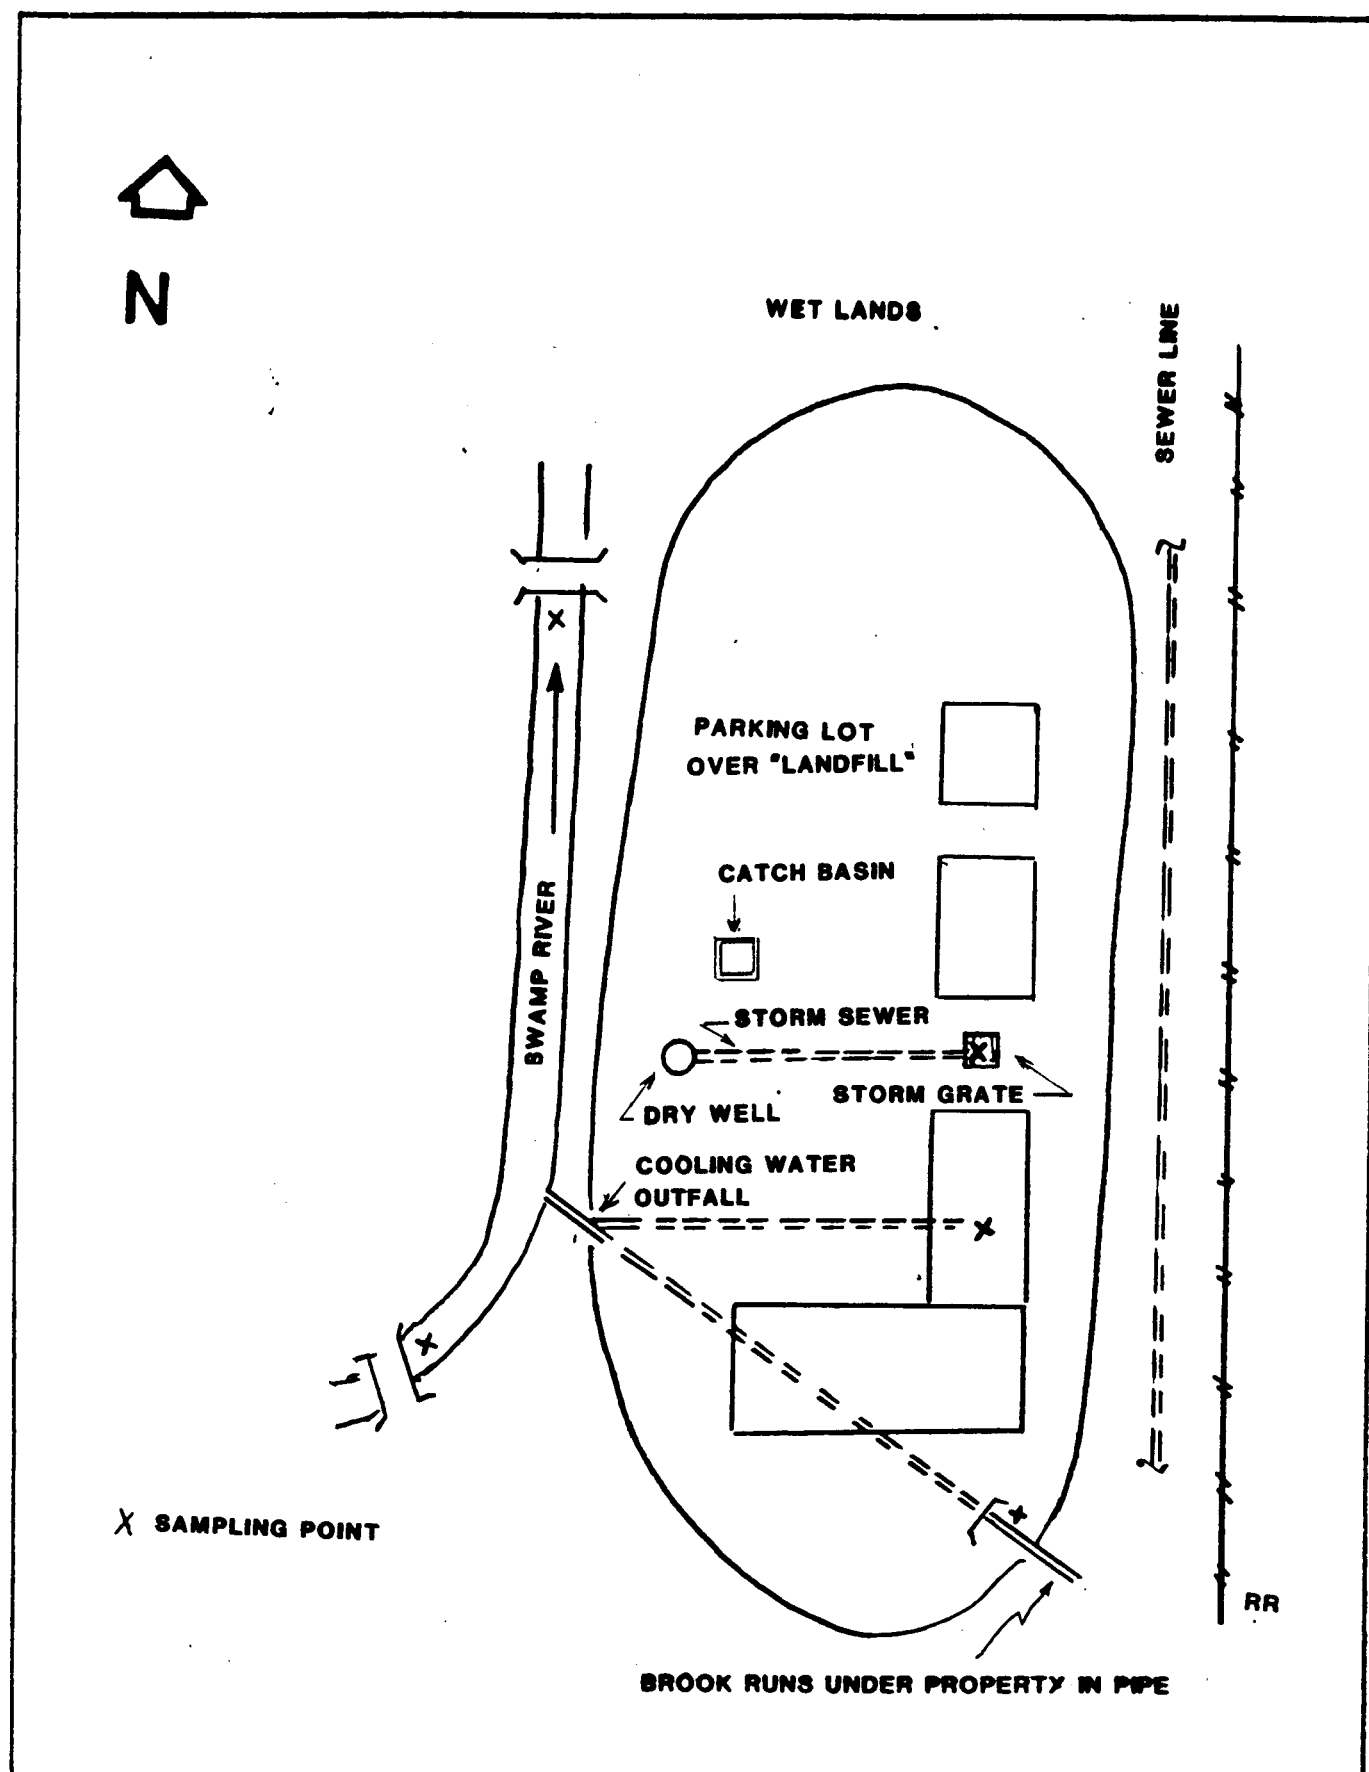 N
WET LANDS
SEWER LINE
PARKING LOT
OVER "LANDFILL"
CATCH BASIN
SWAMP RIVER
STORM SEWER
STORM GRATE
DRY WELL
COOLING WATER
OUTFALL
X SAMPLING POINT
RR
BROOK RUNS UNDER PROPERTY IN PIPE